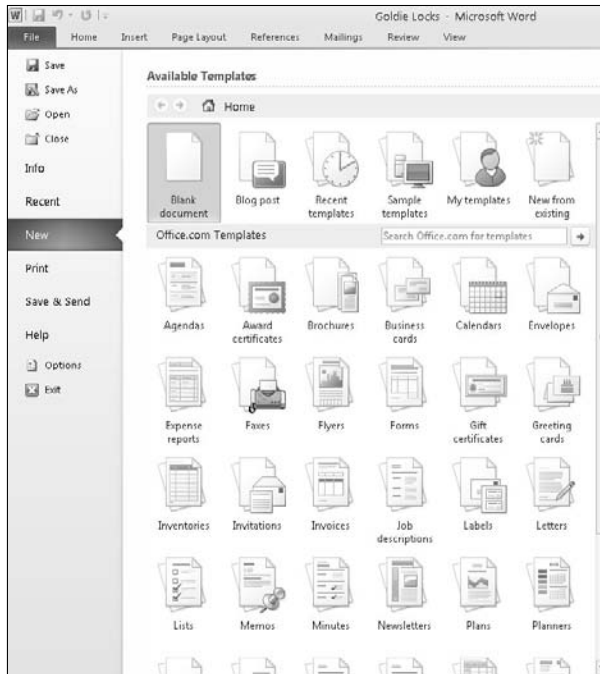 Goldie Locks - Microsoft Word
File Home Insert Page Layout References Mailings Review View
Save
Save As
Open
Close
Info
Recent
New
Print
Save & Send
Help
Options
Exit
Available Templates
Home
Blank document
Blog post
Recent templates
Sample templates
My templates
New from existing
Office.com Templates
Search Office.com for templates
Agendas
Award certificates
Brochures
Business cards
Calendars
Envelopes
Expense reports
Faxes
Flyers
Forms
Gift certificates
Greeting cards
Inventories
Invitations
Invoices
Job descriptions
Labels
Letters
Lists
Memos
Minutes
Newsletters
Plans
Planners